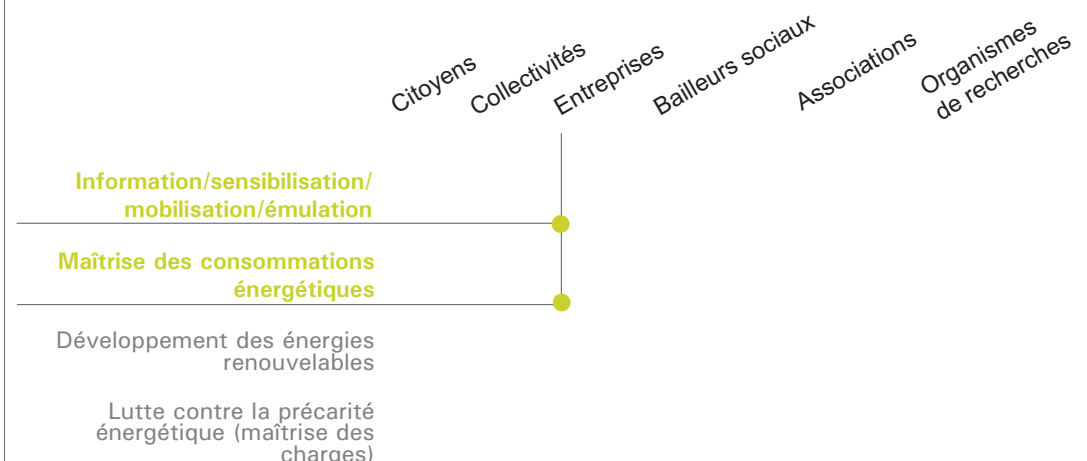 Citoyens
Collectivités
Entreprises
Bailleurs sociaux
Associations
Organismes
de recherches
Information/sensibilisation/
mobilisation/émulation
Maîtrise des consommations
énergétiques
Développement des énergies
renouvelables
Lutte contre la précarité
énergétique (maîtrise des
charges)